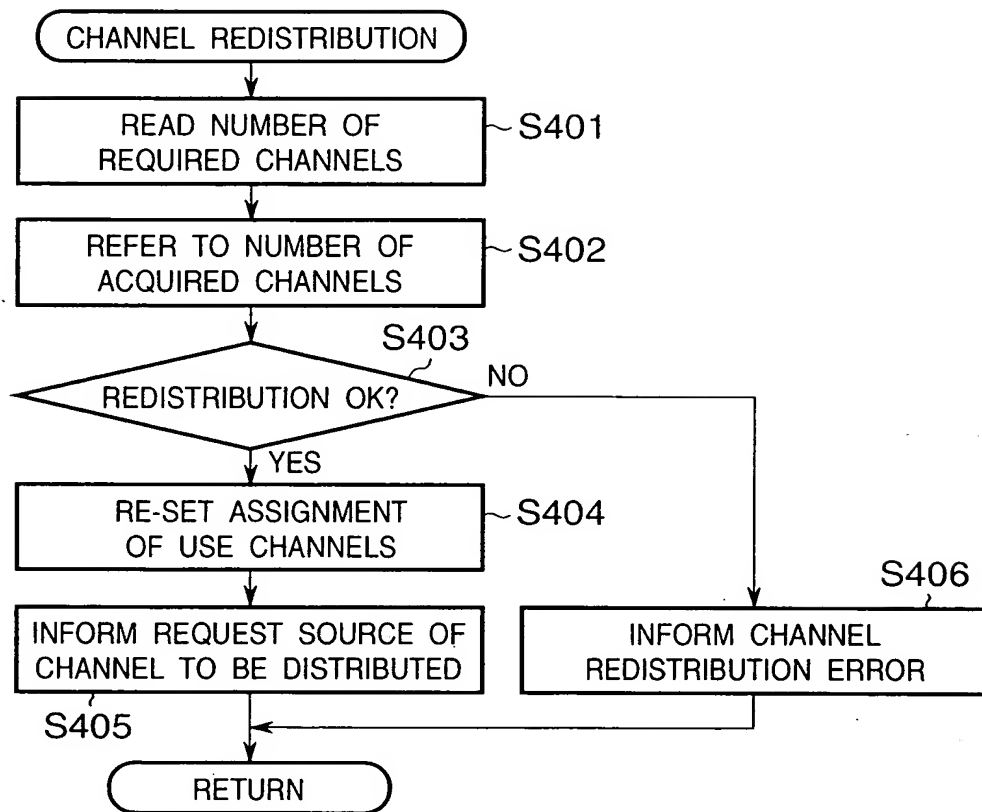 CHANNEL REDISTRIBUTION
READ NUMBER OF
REQUIRED CHANNELS
S401
REFER TO NUMBER OF
ACQUIRED CHANNELS
S402
S403
REDISTRIBUTION OK?
NO
YES
RE-SET ASSIGNMENT
OF USE CHANNELS
S404
S406
INFORM REQUEST SOURCE OF
CHANNEL TO BE DISTRIBUTED
INFORM CHANNEL
REDISTRIBUTION ERROR
S405
RETURN